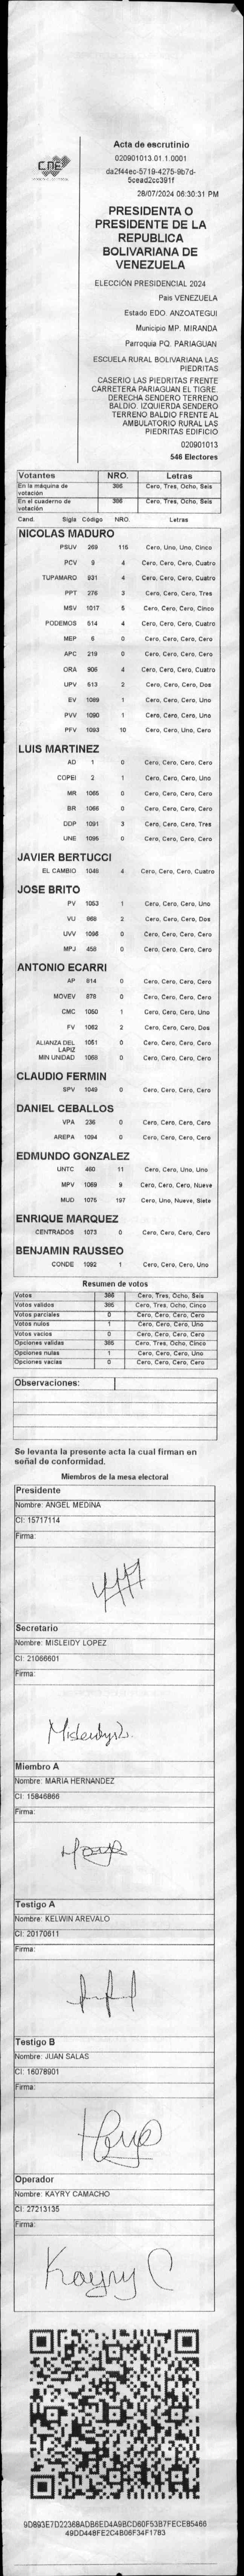 CNE
Acta de escrutinio
020901013.01.1.0001
da2f44ec-5719-4275-9b7d-
5cead2cc391f
28/07/2024 06:30:31 PM
PRESIDENTA O
PRESIDENTE DE LA
REPUBLICA
BOLIVARIANA DE
VENEZUELA
ELECCIÓN PRESIDENCIAL 2024
Pais VENEZUELA
Estado EDO. ANZOATEGUI
Municipio MP. MIRANDA
Parroquia PQ. PARIAGUAN
ESCUELA RURAL BOLIVARIANA LAS
PIEDRITAS
CASERIO LAS PIEDRITAS FRENTE
CARRETERA PARIAGUAN EL TIGRE.
DERECHA SENDERO TERRENO
BALDIO. IZQUIERDA SENDERO
TERRENO BALDIO FRENTE AL
AMBULATORIO RURAL LAS
PIEDRITAS EDIFICIO
020901013
546 Electores
Votantes NRO. Letras
En la máquina de votación 386 Cero, Tres, Ocho, Seis
En el cuaderno de votación 386 Cero, Tres, Ocho, Seis
Cand. Sigla Código NRO. Letras
NICOLAS MADURO
PSUV 269 115 Cero, Uno, Uno, Cinco
PCV 9 4 Cero, Cero, Cero, Cuatro
TUPAMARO 931 4 Cero, Cero, Cero, Cuatro
PPT 276 3 Cero, Cero, Cero, Tres
MSV 1017 5 Cero, Cero, Cero, Cinco
PODEMOS 514 4 Cero, Cero, Cero, Cuatro
MEP 6 0 Cero, Cero, Cero, Cero
APC 219 0 Cero, Cero, Cero, Cero
ORA 906 4 Cero, Cero, Cero, Cuatro
UPV 513 2 Cero, Cero, Cero, Dos
EV 1089 1 Cero, Cero, Cero, Uno
PVV 1090 1 Cero, Cero, Cero, Uno
PFV 1093 10 Cero, Cero, Uno, Cero
LUIS MARTINEZ
AD 1 0 Cero, Cero, Cero, Cero
COPEI 2 1 Cero, Cero, Cero, Uno
MR 1065 0 Cero, Cero, Cero, Cero
BR 1066 0 Cero, Cero, Cero, Cero
DDP 1091 3 Cero, Cero, Cero, Tres
UNE 1095 0 Cero, Cero, Cero, Cero
JAVIER BERTUCCI
EL CAMBIO 1048 4 Cero, Cero, Cero, Cuatro
JOSE BRITO
PV 1053 1 Cero, Cero, Cero, Uno
VU 868 2 Cero, Cero, Cero, Dos
UVV 1096 0 Cero, Cero, Cero, Cero
MPJ 456 0 Cero, Cero, Cero, Cero
ANTONIO ECARRI
AP 814 0 Cero, Cero, Cero, Cero
MOVEV 878 0 Cero, Cero, Cero, Cero
CMC 1050 1 Cero, Cero, Cero, Uno
FV 1062 2 Cero, Cero, Cero, Dos
ALIANZA DEL LAPIZ 1051 0 Cero, Cero, Cero, Cero
MIN UNIDAD 1068 0 Cero, Cero, Cero, Cero
CLAUDIO FERMIN
SPV 1049 0 Cero, Cero, Cero, Cero
DANIEL CEBALLOS
VPA 236 0 Cero, Cero, Cero, Cero
AREPA 1094 0 Cero, Cero, Cero, Cero
EDMUNDO GONZALEZ
UNTC 460 11 Cero, Cero, Uno, Uno
MPV 1069 9 Cero, Cero, Cero, Nueve
MUD 1075 197 Cero, Uno, Nueve, Siete
ENRIQUE MARQUEZ
CENTRADOS 1073 0 Cero, Cero, Cero, Cero
BENJAMIN RAUSSEO
CONDE 1092 1 Cero, Cero, Cero, Uno
Resumen de votos
Votos 386 Cero, Tres, Ocho, Seis
Votos validos 385 Cero, Tres, Ocho, Cinco
Votos parciales 0 Cero, Cero, Cero, Cero
Votos nulos 1 Cero, Cero, Cero, Uno
Votos vacios 0 Cero, Cero, Cero, Cero
Opciones validas 385 Cero, Tres, Ocho, Cinco
Opciones nulas 1 Cero, Cero, Cero, Uno
Opciones vacias 0 Cero, Cero, Cero, Cero
Observaciones:
Se levanta la presente acta la cual firman en
señal de conformidad.
Miembros de la mesa electoral
Presidente
Nombre: ANGEL MEDINA
CI: 15717114
Firma:
Secretario
Nombre: MISLEIDY LOPEZ
CI: 21066601
Firma:
Miembro A
Nombre: MARIA HERNANDEZ
CI: 15846866
Firma:
Testigo A
Nombre: KELWIN AREVALO
CI: 20170611
Firma:
Testigo B
Nombre: JUAN SALAS
CI: 16078901
Firma:
Operador
Nombre: KAYRY CAMACHO
CI: 27213135
Firma:
Kayry C
9D893E7D22368ADB6ED4A9BCD60F53B7FECE85466
49DD448FE2C4B06F34F1783